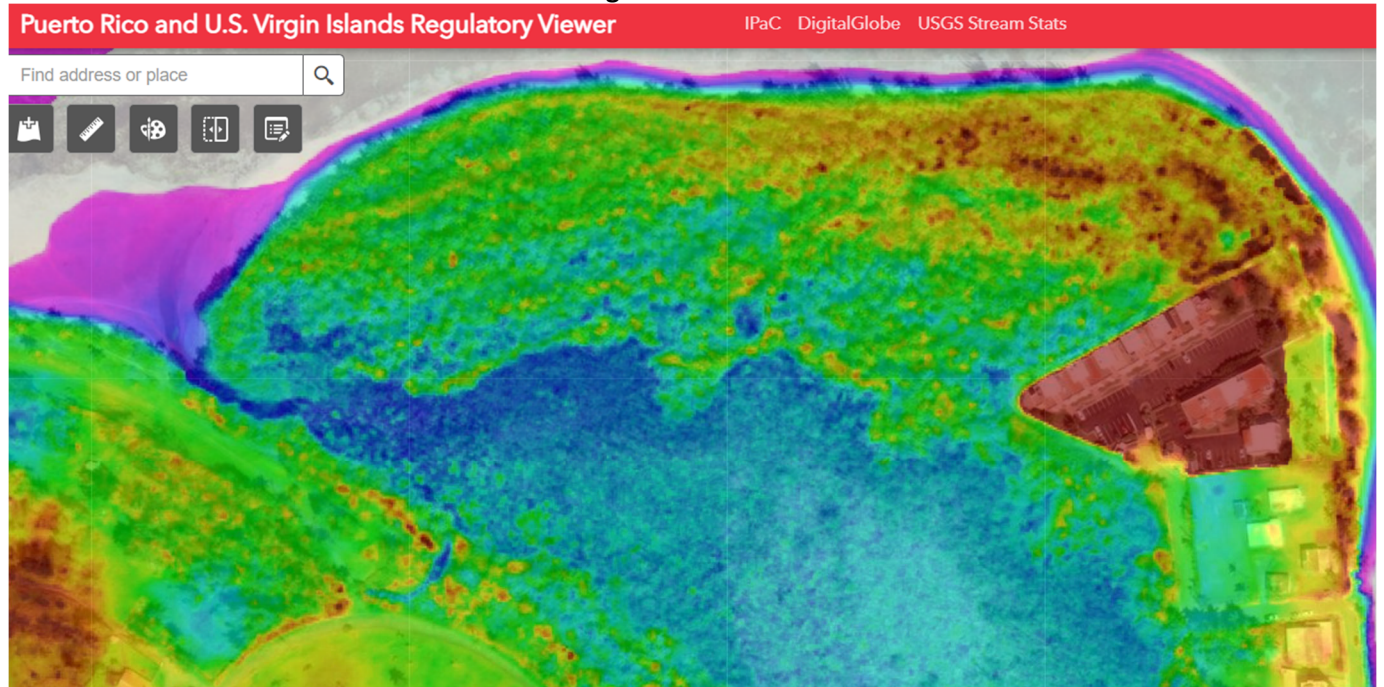 Puerto Rico and U.S. Virgin Islands Regulatory Viewer
IPaC DigitalGlobe USGS Stream Stats
Find address or place